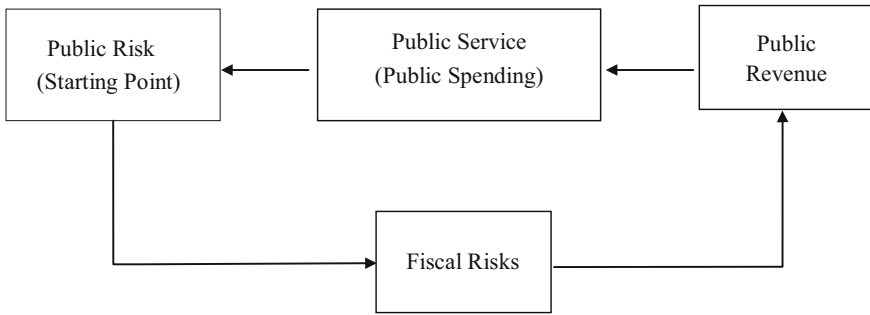 Public Risk
(Starting Point)
Public Service
(Public Spending)
Public
Revenue
Fiscal Risks